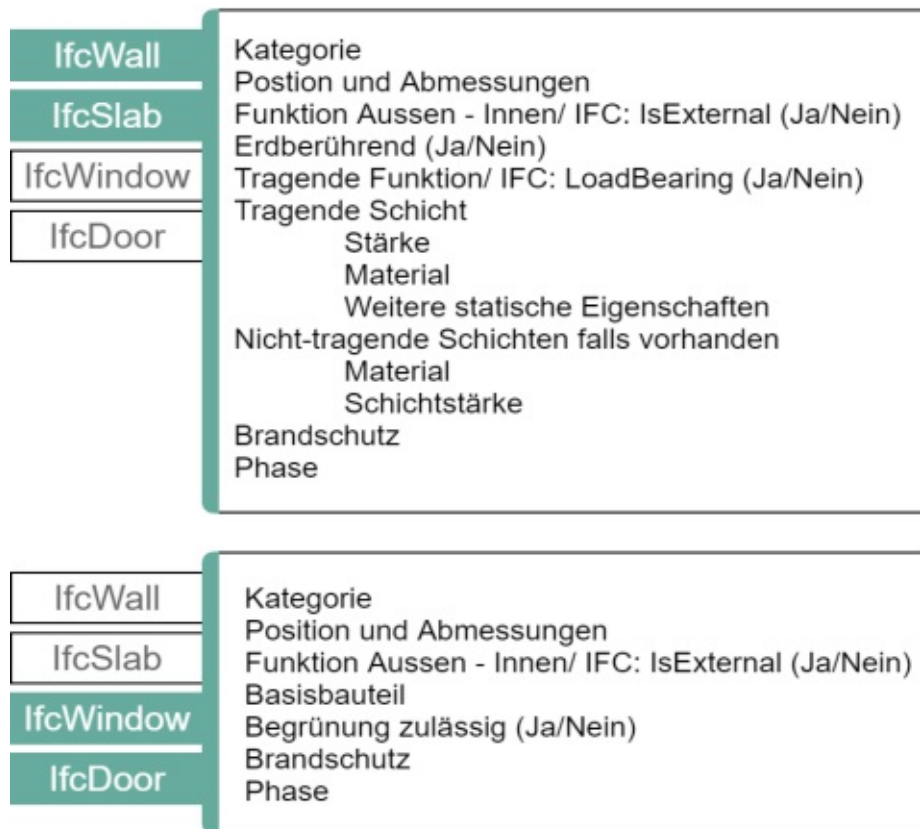 IfcWall
IfcSlab
IfcWindow
IfcDoor
Kategorie
Postion und Abmessungen
Funktion Aussen - Innen/ IFC: IsExternal (Ja/Nein)
Erdberührend (Ja/Nein)
Tragende Funktion/ IFC: LoadBearing (Ja/Nein)
Tragende Schicht
Stärke
Material
Weitere statische Eigenschaften
Nicht-tragende Schichten falls vorhanden
Material
Schichtstärke
Brandschutz
Phase
IfcWall
IfcSlab
IfcWindow
IfcDoor
Kategorie
Position und Abmessungen
Funktion Aussen - Innen/ IFC: IsExternal (Ja/Nein)
Basisbauteil
Begrünung zulässig (Ja/Nein)
Brandschutz
Phase